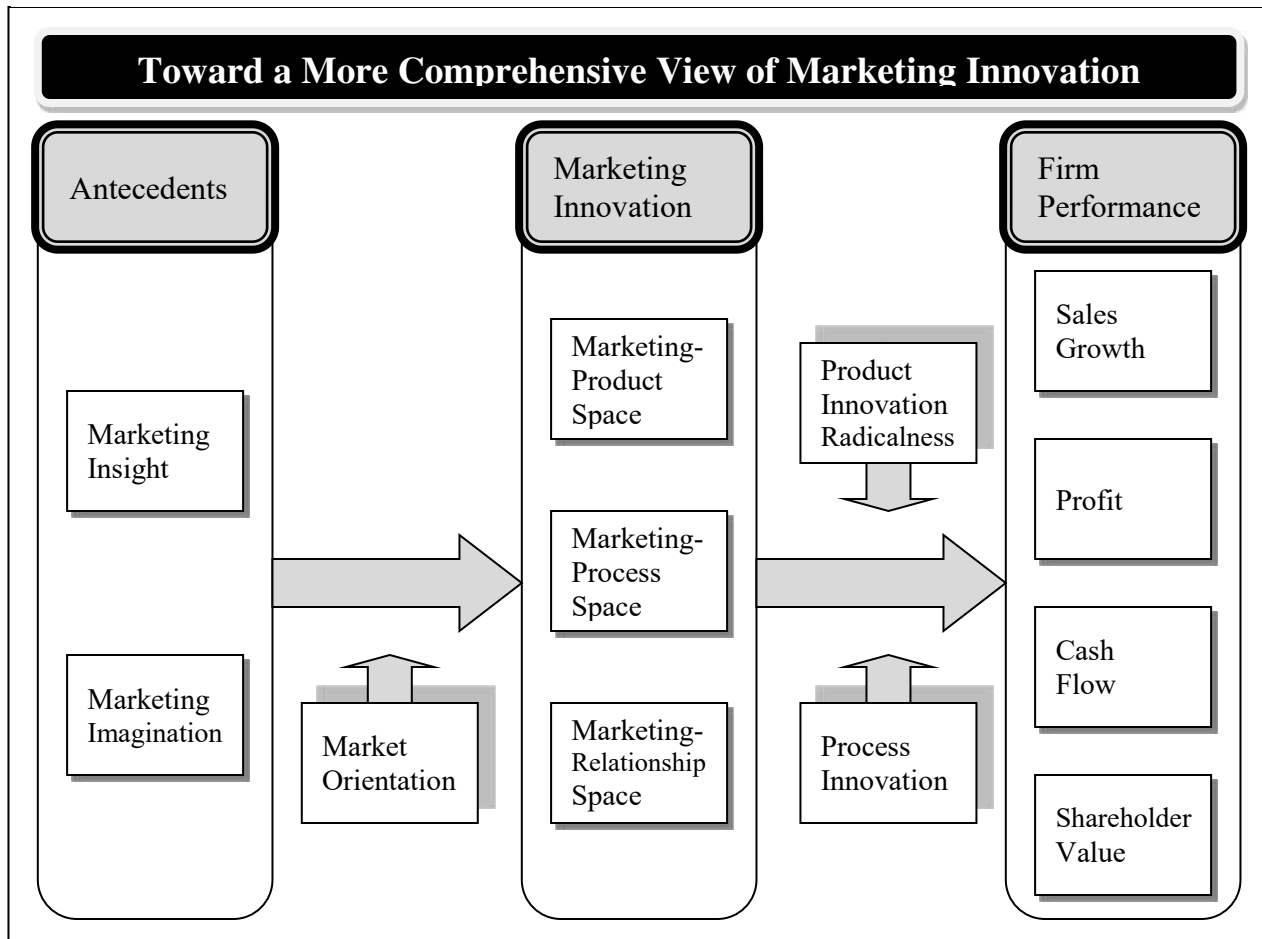 Toward a More Comprehensive View of Marketing Innovation
Antecedents
Marketing
Insight
Marketing
Imagination
Market
Orientation
Marketing
Innovation
Marketing-
Product
Space
Marketing-
Process
Space
Marketing-
Relationship
Space
Product
Innovation
Radicalness
Process
Innovation
Firm
Performance
Sales
Growth
Profit
Cash
Flow
Shareholder
Value